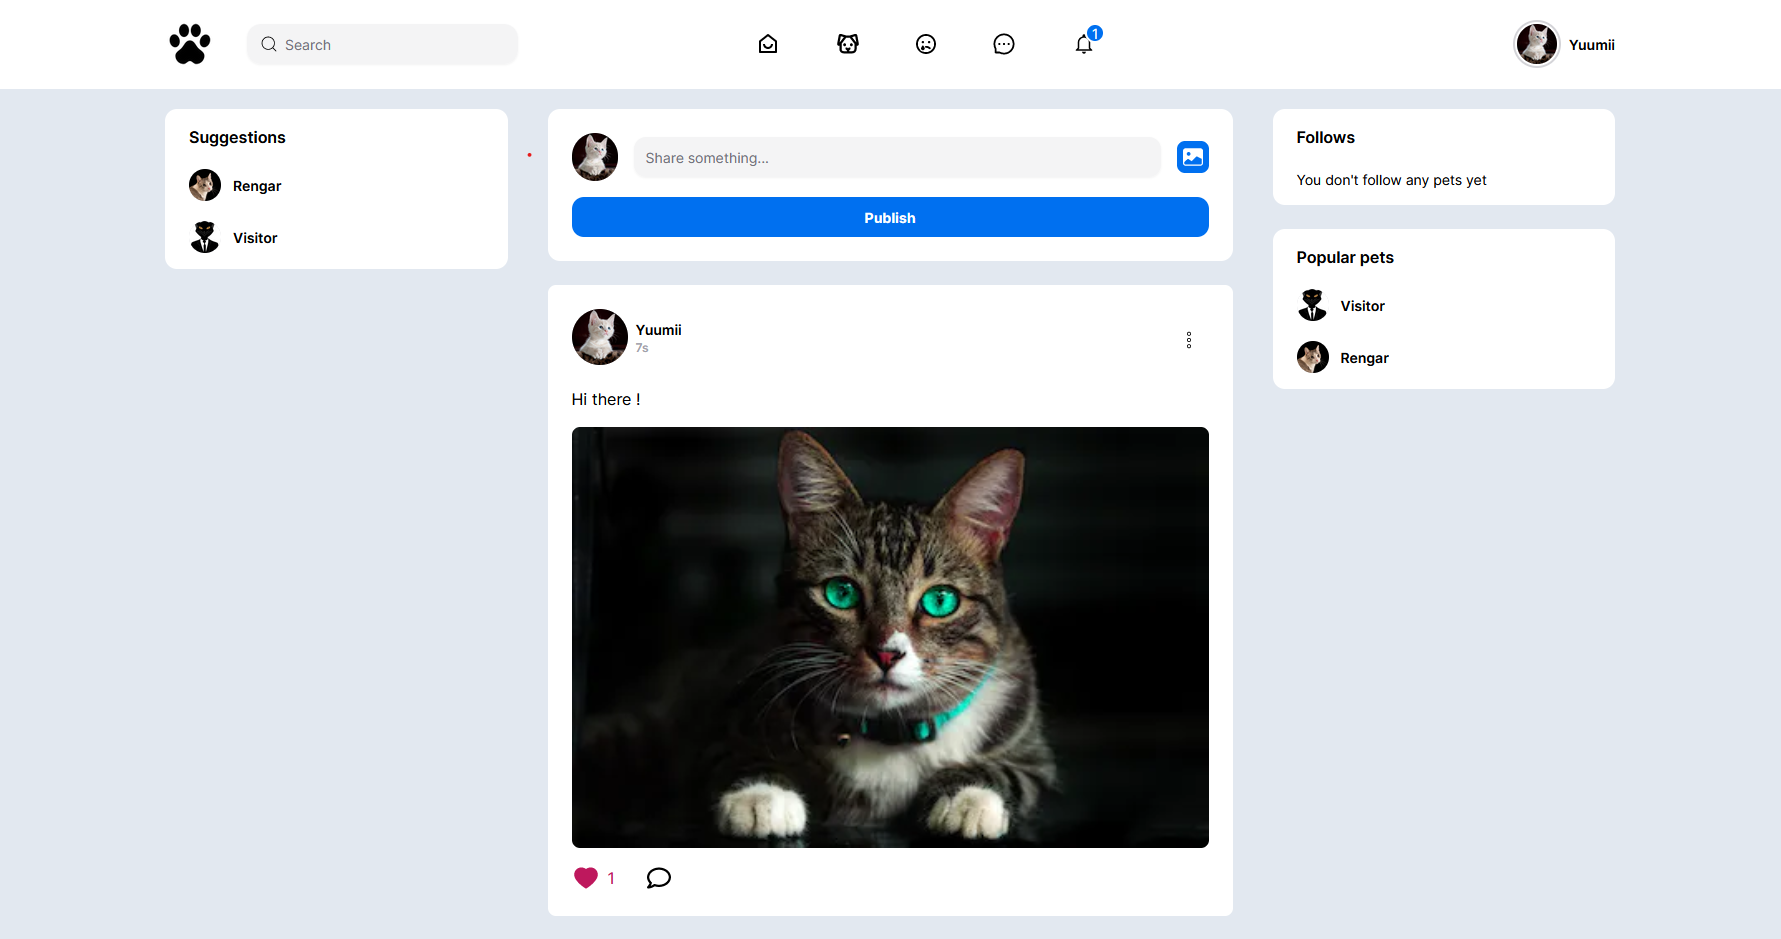 Search
1
Yuumii
Suggestions
Rengar
Visitor
Share something...
Publish
Yuumii
7s
Hi there !
1
Follows
You don't follow any pets yet
Popular pets
Visitor
Rengar